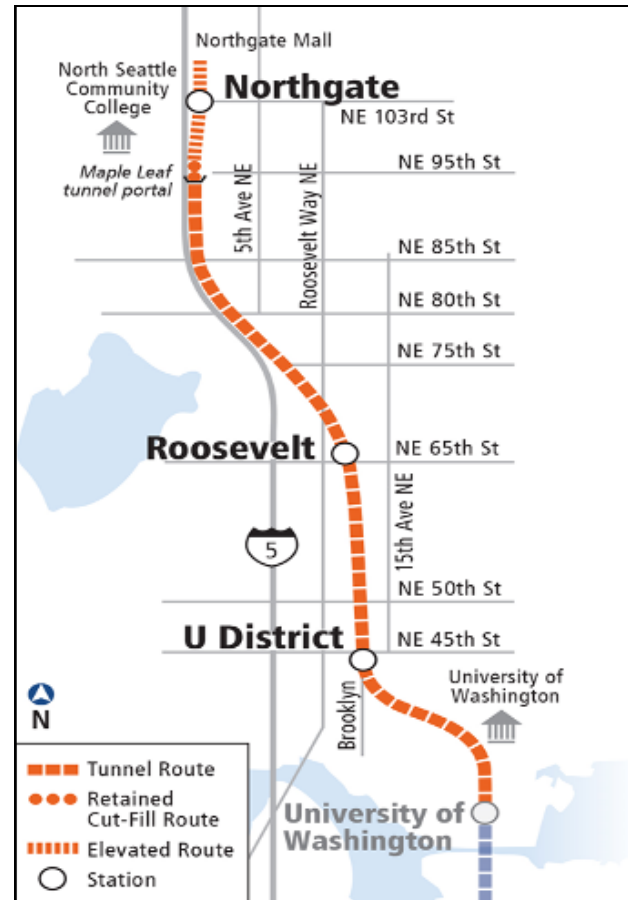 Northgate Mall
North Seattle
Community
College
Northgate
NE 103rd St
Maple Leaf
tunnel portal
NE 95th St
5th Ave NE
Roosevelt Way NE
NE 85th St
NE 80th St
NE 75th St
Roosevelt
NE 65th St
15th Ave NE
5
NE 50th St
U District
NE 45th St
University of
Washington
Brooklyn
N
Tunnel Route
Retained
Cut-Fill Route
Elevated Route
Station
University of
Washington